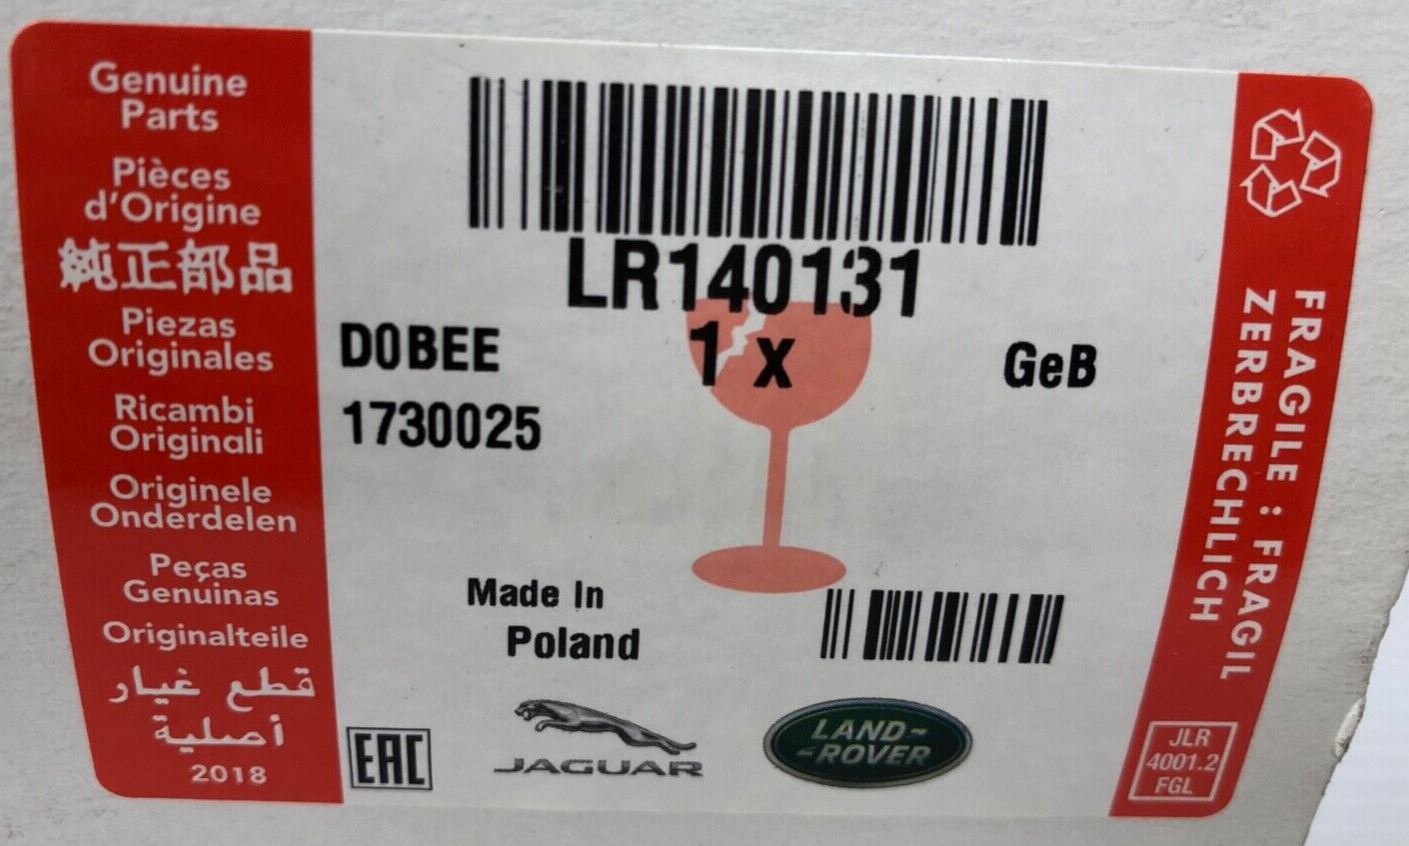 Genuine
Parts
Pièces
d'Origine
純正部品
Piezas
Originales
Ricambi
Originali
Originele
Onderdelen
Peças
Genuinas
Originalteile
قطع غيار
أصلية
2018
LR140131
D0BEE
1 x
GeB
1730025
Made In
Poland
EAC
JAGUAR
LAND-
-ROVER
FRAGILE : FRAGIL
ZERBRECHLICH
JLR
4001.2
FGL